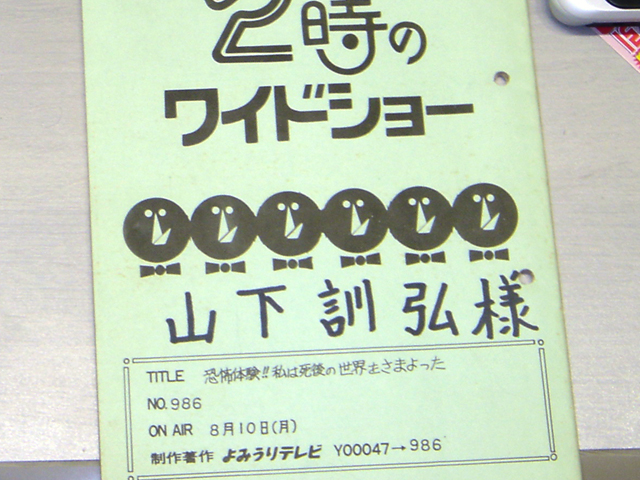 2時の
ワイドショー
山下訓弘様
TITLE 恐怖体験!!私は死後の世界をさまよった
NO.986
ON AIR 8月10日(月)
制作著作 よみうりテレビ Y00047→986